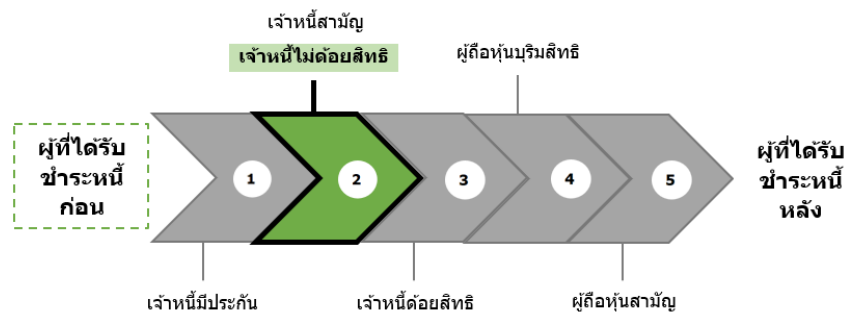 เจ้าหนี้สามัญ
เจ้าหนี้ไม่ด้อยสิทธิ
ผู้ถือหุ้นบุริมสิทธิ
ผู้ที่ได้รับ
ชำระหนี้
ก่อน
1
2
3
4
5
ผู้ที่ได้รับ
ชำระหนี้
หลัง
เจ้าหนี้มีประกัน
เจ้าหนี้ด้อยสิทธิ
ผู้ถือหุ้นสามัญ